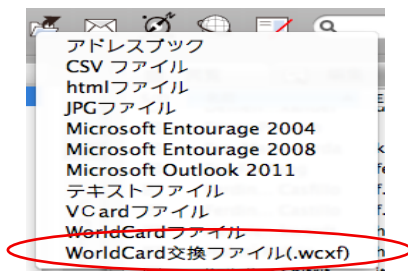 アドレスブック
CSV ファイル
htmlファイル
JPGファイル
Microsoft Entourage 2004
Microsoft Entourage 2008
Microsoft Outlook 2011
テキストファイル
VCardファイル
WorldCardファイル
WorldCard交換ファイル(.wcxf)